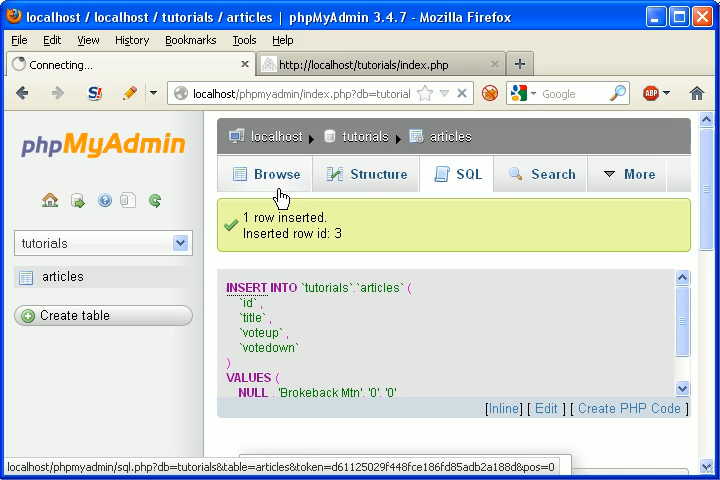 localhost / localhost / tutorials / articles | phpMyAdmin 3.4.7 - Mozilla Firefox
File Edit View History Bookmarks Tools Help
Connecting...
http://localhost/tutorials/index.php
localhost/phpmyadmin/index.php?db=tutorial
Google
ABP
phpMyAdmin
localhost tutorials articles
Browse Structure SQL Search More
tutorials
articles
Create table
1 row inserted.
Inserted row id: 3
INSERT INTO `tutorials`.`articles` (
`id` ,
`title` ,
`voteup` ,
`votedown`
)
VALUES (
NULL , 'Brokeback Mtn', '0', '0'
[Inline] [ Edit ] [ Create PHP Code ]
localhost/phpmyadmin/sql.php?db=tutorials&table=articles&token=d61125029f448fce186fd85adb2a188d&pos=0